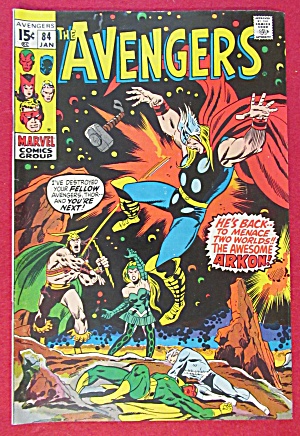 AVENGERS
15¢
84
JAN
MARVEL
COMICS
GROUP
THE AVENGERS
I'VE DESTROYED
YOUR FELLOW
AVENGERS, THOR--
AND YOU'RE
NEXT!
HE'S BACK--
TO MENACE
TWO WORLDS!!
THE AWESOME
ARKON!